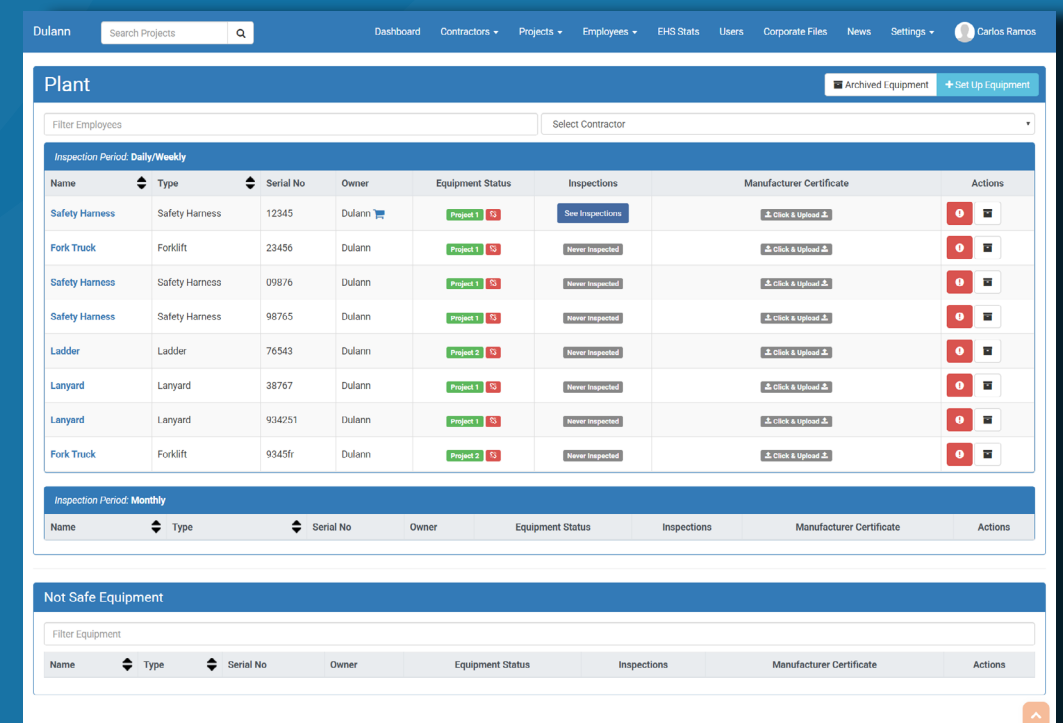 Dulann Search Projects Dashboard Contractors Projects Employees EHS Stats Users Corporate Files News Settings Carlos Ramos
Plant Archived Equipment + Set Up Equipment
Filter Employees Select Contractor
Inspection Period: Daily/Weekly
Name Type Serial No Owner Equipment Status Inspections Manufacturer Certificate Actions
Safety Harness Safety Harness 12345 Dulann Project 1 See Inspections Click & Upload
Fork Truck Forklift 23456 Dulann Project 1 Never Inspected Click & Upload
Safety Harness Safety Harness 09876 Dulann Project 1 Never Inspected Click & Upload
Safety Harness Safety Harness 98765 Dulann Project 1 Never Inspected Click & Upload
Ladder Ladder 76543 Dulann Project 2 Never Inspected Click & Upload
Lanyard Lanyard 38767 Dulann Project 1 Never Inspected Click & Upload
Lanyard Lanyard 934251 Dulann Project 1 Never Inspected Click & Upload
Fork Truck Forklift 9345fr Dulann Project 2 Never Inspected Click & Upload
Inspection Period: Monthly
Name Type Serial No Owner Equipment Status Inspections Manufacturer Certificate Actions
Not Safe Equipment
Filter Equipment
Name Type Serial No Owner Equipment Status Inspections Manufacturer Certificate Actions